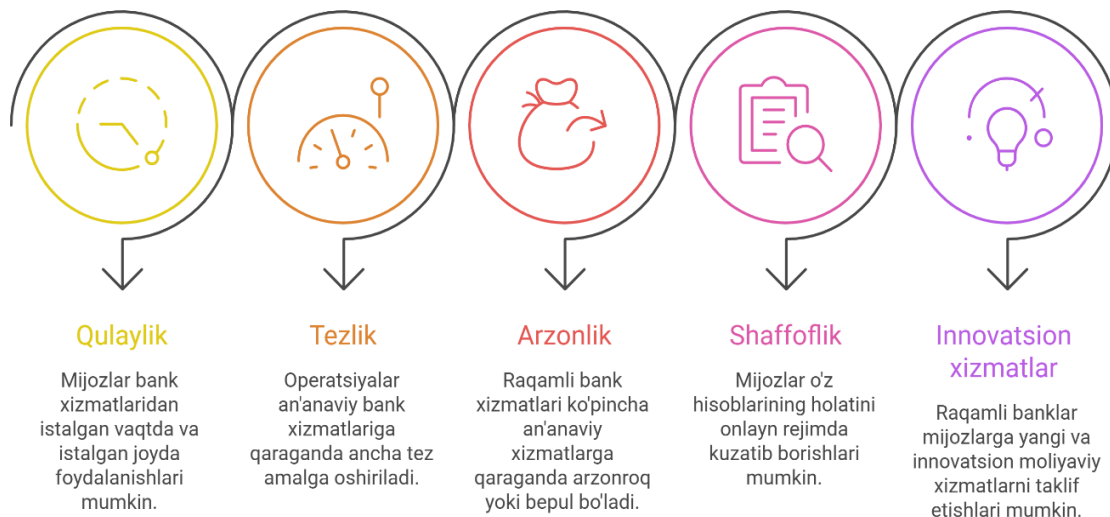 Qulaylik
Mijozlar bank
xizmatlaridan
istalgan vaqtda va
istalgan joyda
foydalanishlari
mumkin.
Tezlik
Operatsiyalar
an'anaviy bank
xizmatlariga
qaraganda ancha tez
amalga oshiriladi.
Arzonlik
Raqamli bank
xizmatlari ko'pincha
an'anaviy
xizmatlarga
qaraganda arzonroq
yoki bepul bo'ladi.
Shaffoflik
Mijozlar o'z
hisoblarining holatini
onlayn rejimda
kuzatib borishlari
mumkin.
Innovatsion
xizmatlar
Raqamli banklar
mijozlarga yangi va
innovatsion moliyaviy
xizmatlarni taklif
etishlari mumkin.